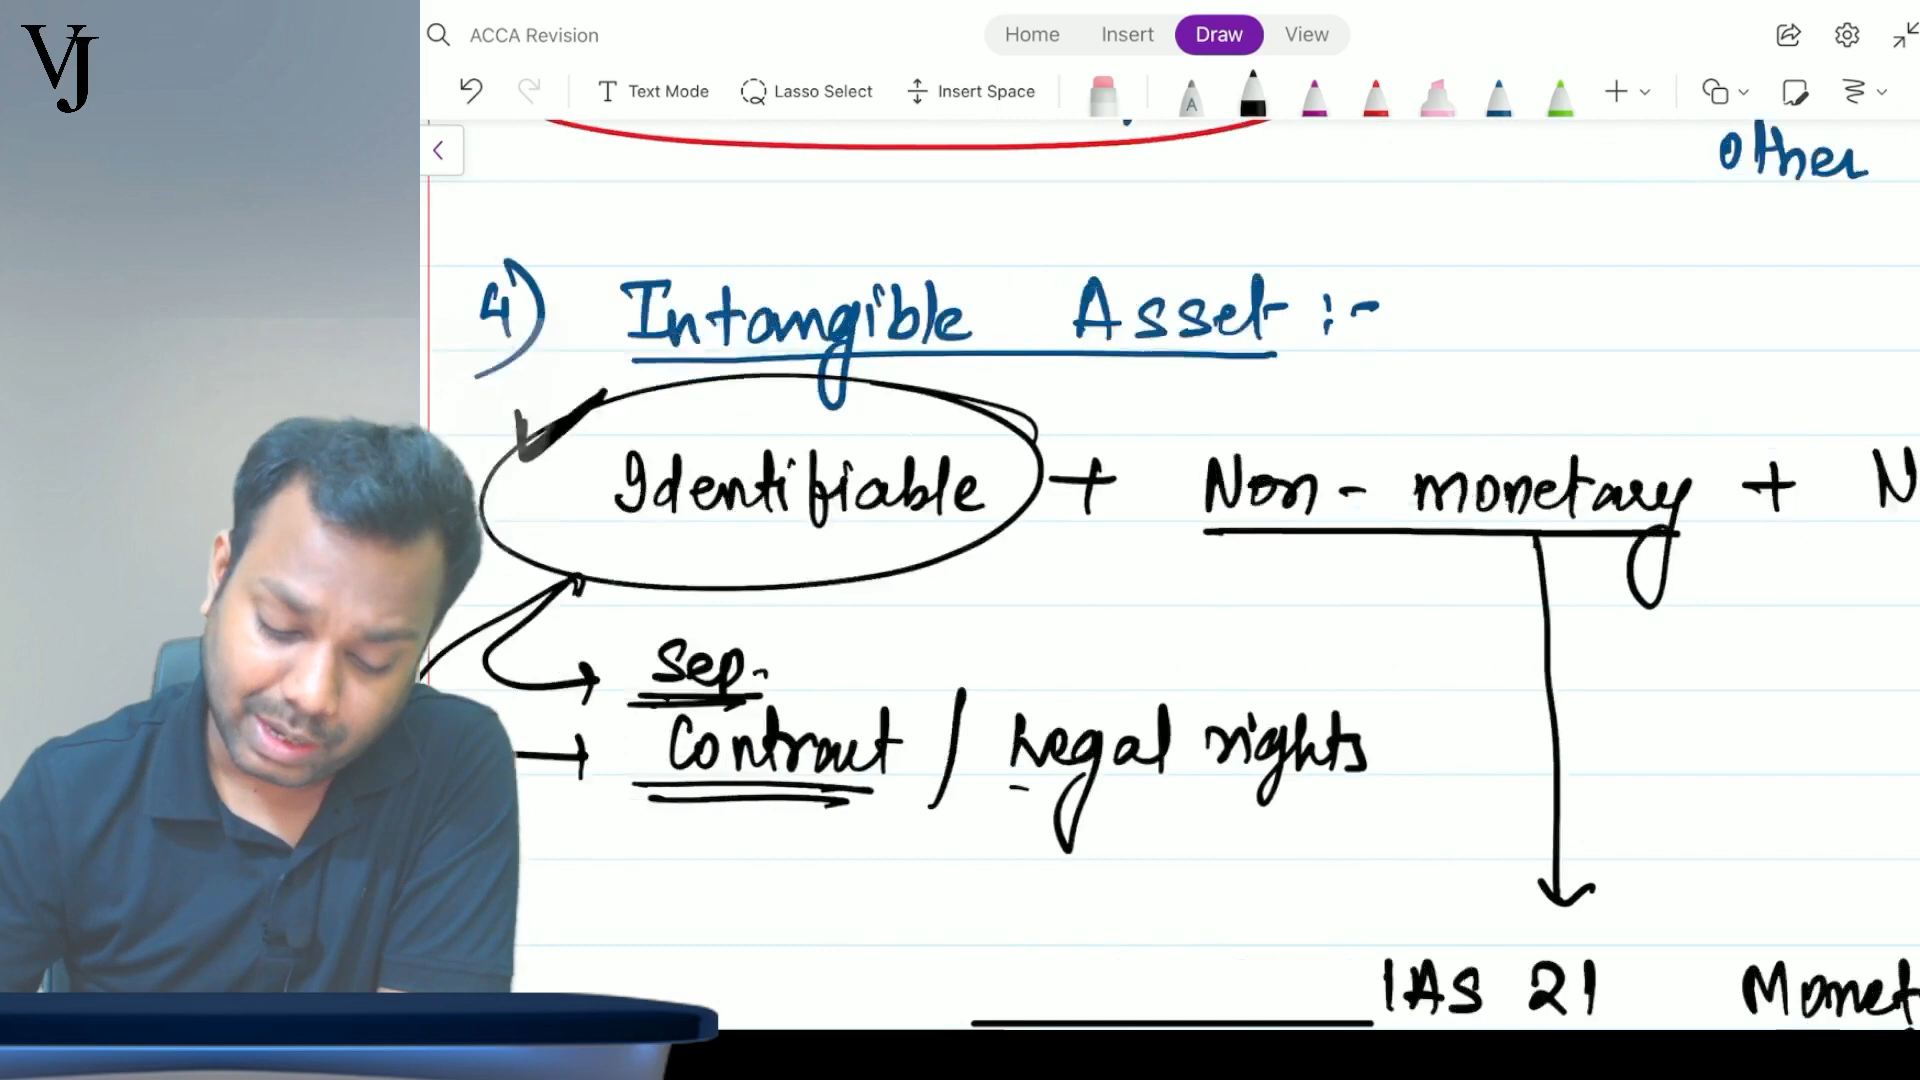 VJ
ACCA Revision
Home Insert Draw View
Text Mode Lasso Select Insert Space
A
other
4) Intangible Asset :-
Identifiable + Non-monetary + N
Sep.
Contract / Legal rights
IAS 21 Monet